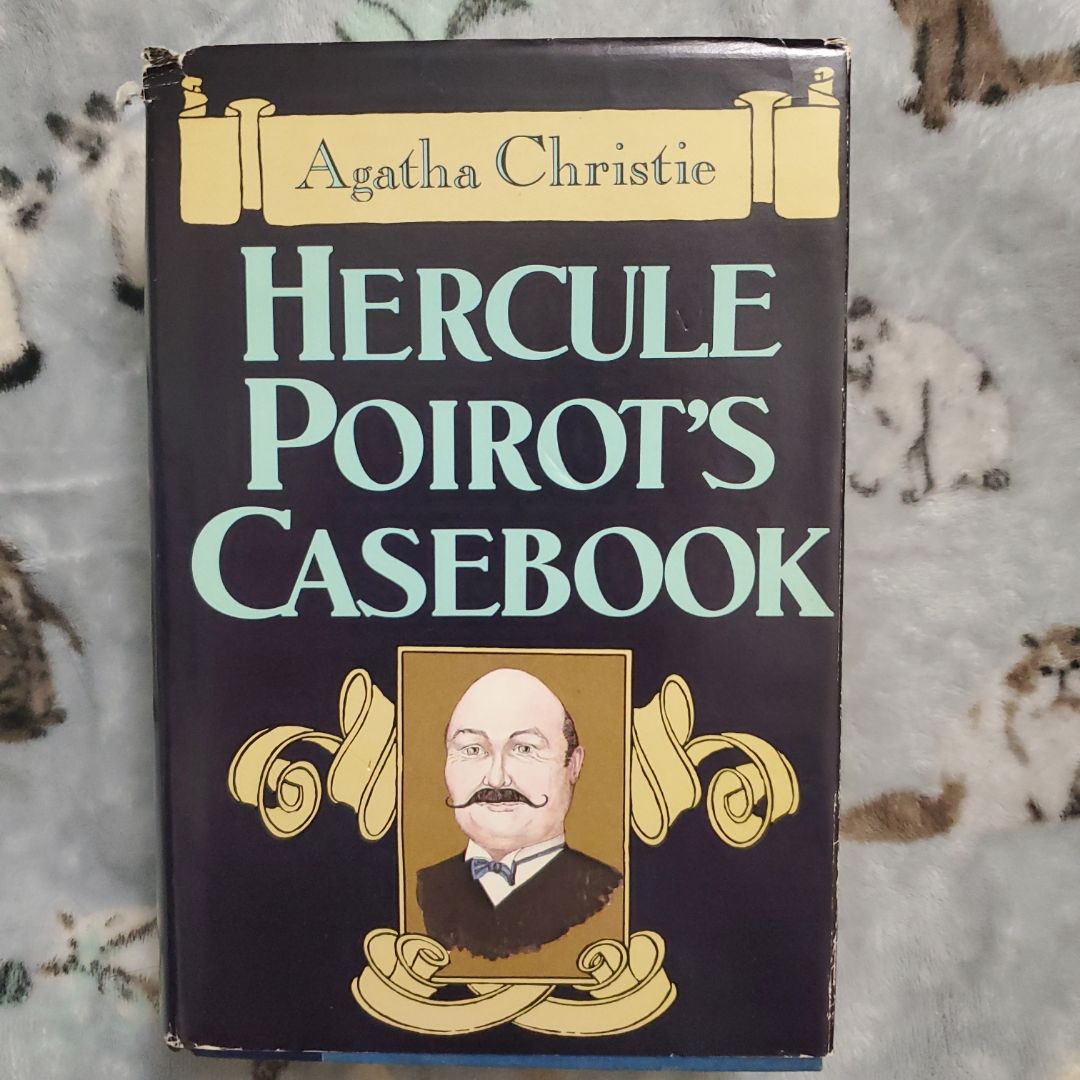 Agatha Christie
HERCULE
POIROT'S
CASEBOOK